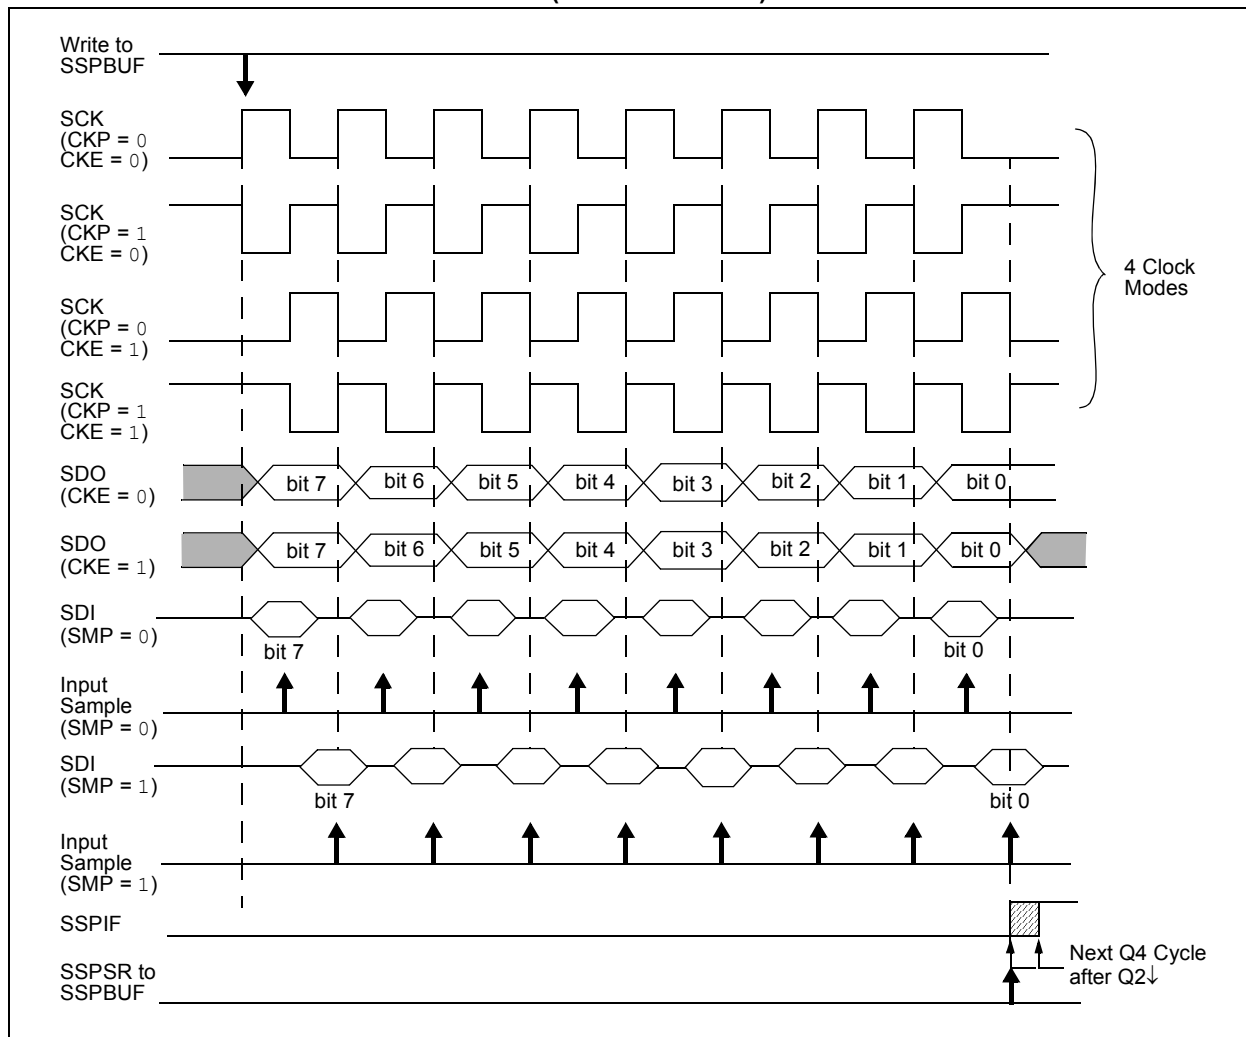 Write to
SSPBUF
SCK
(CKP = 0
CKE = 0)
SCK
(CKP = 1
CKE = 0)
4 Clock
Modes
SCK
(CKP = 0
CKE = 1)
SCK
(CKP = 1
CKE = 1)
SDO
(CKE = 0)
bit 7 bit 6 bit 5 bit 4 bit 3 bit 2 bit 1 bit 0
SDO
(CKE = 1)
bit 7 bit 6 bit 5 bit 4 bit 3 bit 2 bit 1 bit 0
SDI
(SMP = 0)
bit 7 bit 0
Input
Sample
(SMP = 0)
SDI
(SMP = 1)
bit 7 bit 0
Input
Sample
(SMP = 1)
SSPIF
Next Q4 Cycle
after Q2↓
SSPSR to
SSPBUF